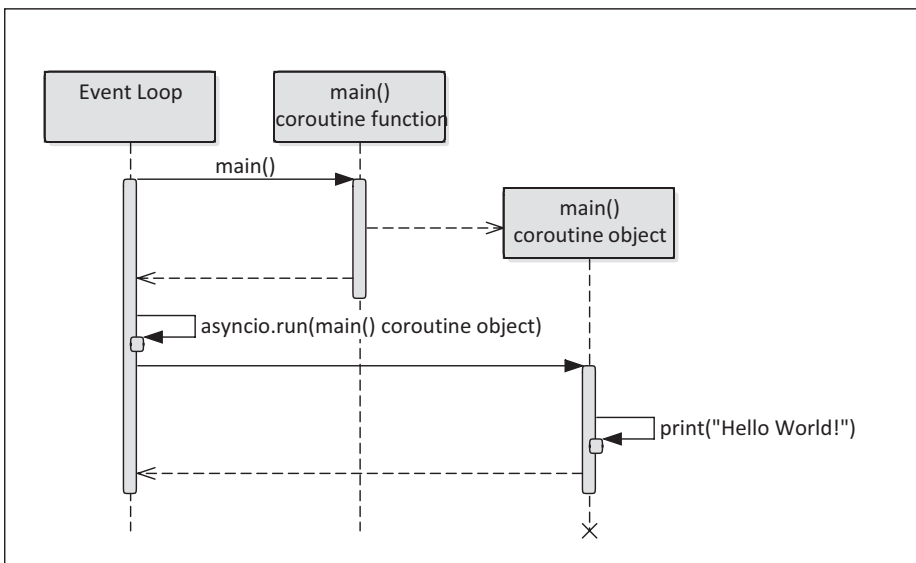 Event Loop
main()
coroutine function
main()
main()
coroutine object
asyncio.run(main() coroutine object)
print("Hello World!")